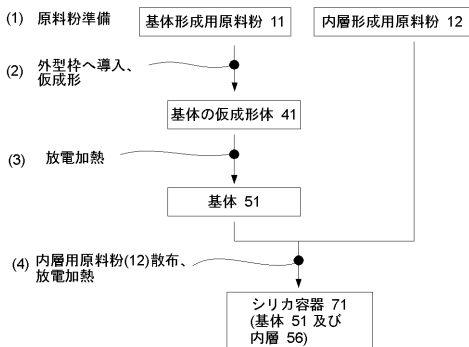 (1) 原料粉準備
基体形成用原料粉 11
内層形成用原料粉 12
(2) 外型枠へ導入、
仮成形
基体の仮成形体 41
(3) 放電加熱
基体 51
(4) 内層用原料粉(12)散布、
放電加熱
シリカ容器 71
(基体 51 及び
内層 56)